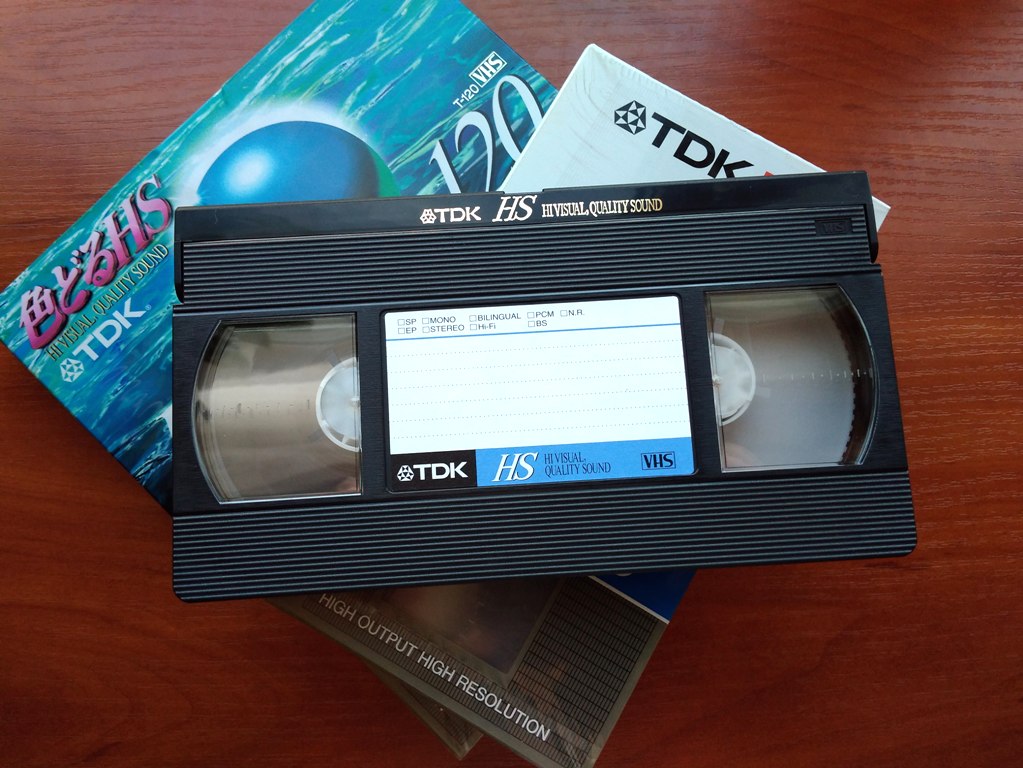 T-120 VHS
120
色どるHS
HI VISUAL, QUALITY SOUND
TDK®
TDK
TDK HS HI VISUAL, QUALITY SOUND
VHS
□SP □MONO □BILINGUAL □PCM □N.R.
□EP □STEREO □Hi-Fi □BS
TDK HS HI VISUAL,
QUALITY SOUND
VHS
HIGH OUTPUT HIGH RESOLUTION